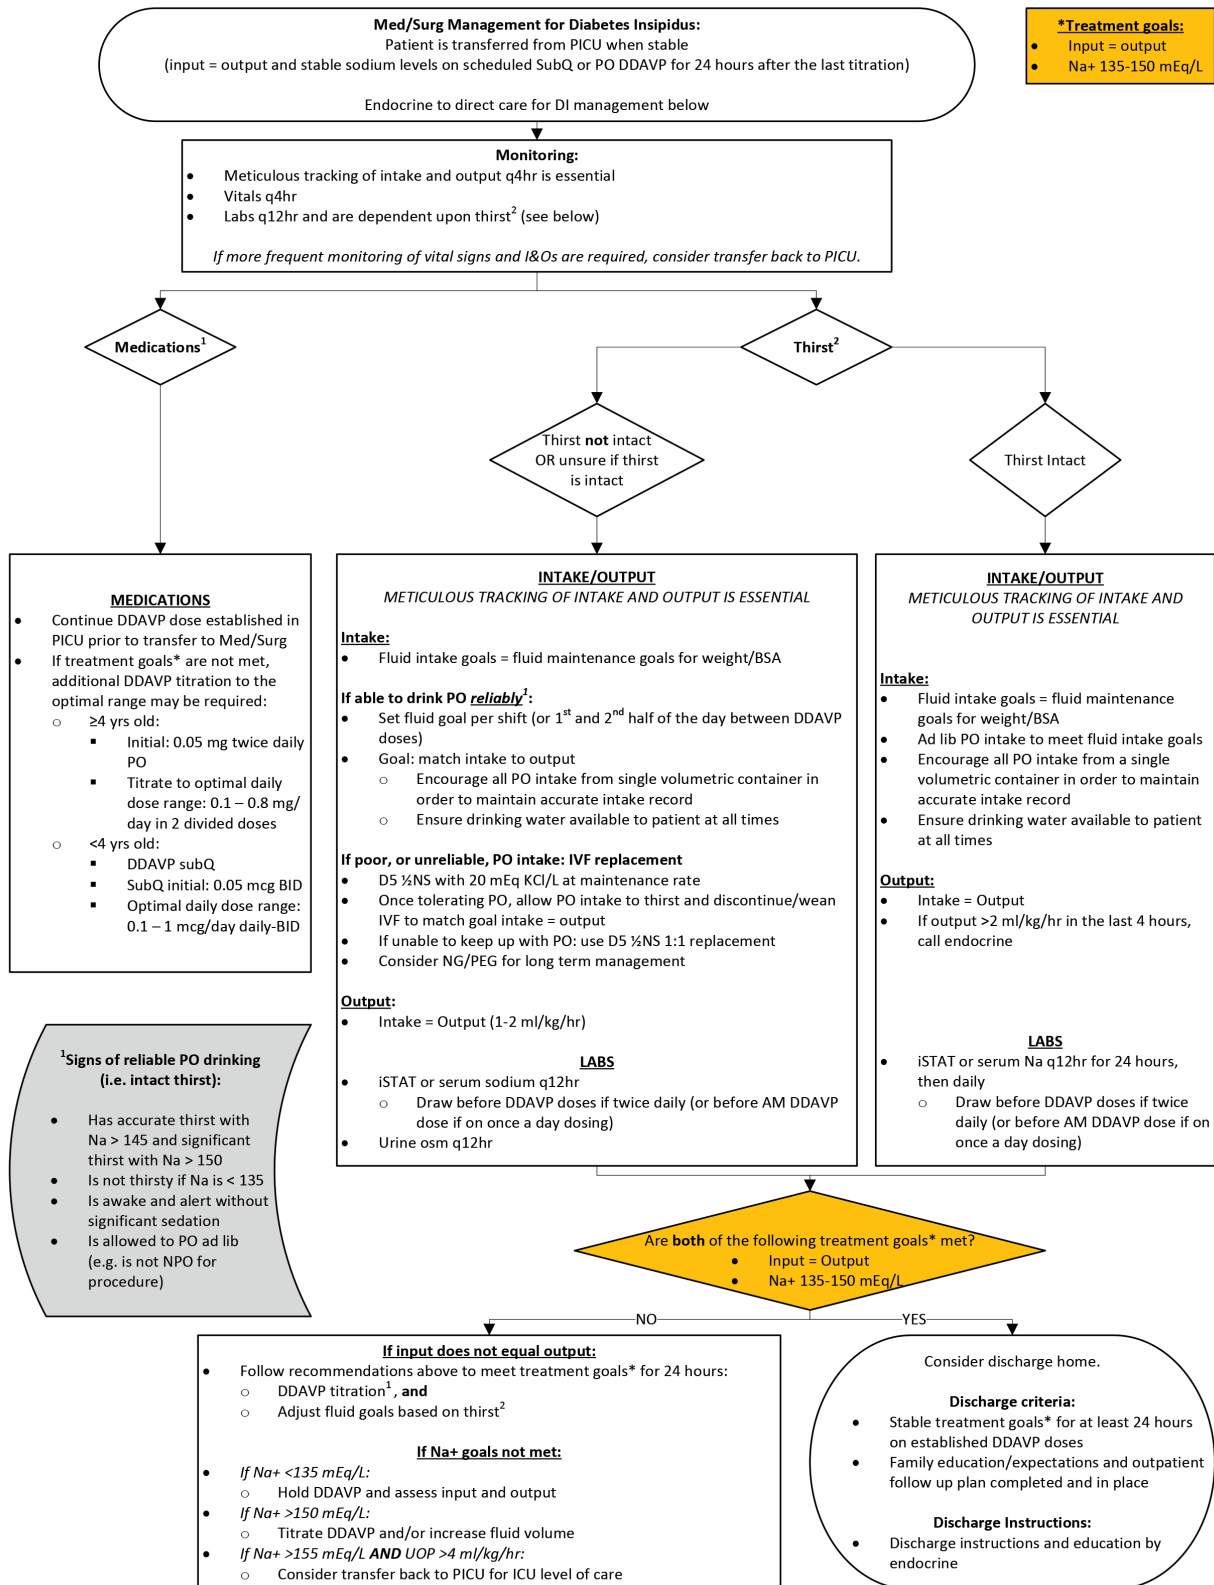 Med/Surg Management for Diabetes Insipidus:
Patient is transferred from PICU when stable
(input = output and stable sodium levels on scheduled SubQ or PO DDAVP for 24 hours after the last titration)
Endocrine to direct care for DI management below
*Treatment goals:
• Input = output
• Na+ 135-150 mEq/L
Monitoring:
• Meticulous tracking of intake and output q4hr is essential
• Vitals q4hr
• Labs q12hr and are dependent upon thirst² (see below)
If more frequent monitoring of vital signs and I&Os are required, consider transfer back to PICU.
Medications¹
Thirst²
Thirst not intact
OR unsure if thirst
is intact
Thirst Intact
MEDICATIONS
• Continue DDAVP dose established in
PICU prior to transfer to Med/Surg
• If treatment goals* are not met,
additional DDAVP titration to the
optimal range may be required:
o ≥4 yrs old:
▪ Initial: 0.05 mg twice daily
PO
▪ Titrate to optimal daily
dose range: 0.1 – 0.8 mg/
day in 2 divided doses
o <4 yrs old:
▪ DDAVP subQ
▪ SubQ initial: 0.05 mcg BID
▪ Optimal daily dose range:
0.1 – 1 mcg/day daily-BID
INTAKE/OUTPUT
METICULOUS TRACKING OF INTAKE AND OUTPUT IS ESSENTIAL
Intake:
• Fluid intake goals = fluid maintenance goals for weight/BSA
If able to drink PO reliably¹:
• Set fluid goal per shift (or 1st and 2nd half of the day between DDAVP
doses)
• Goal: match intake to output
o Encourage all PO intake from single volumetric container in
order to maintain accurate intake record
o Ensure drinking water available to patient at all times
If poor, or unreliable, PO intake: IVF replacement
• D5 ½NS with 20 mEq KCl/L at maintenance rate
• Once tolerating PO, allow PO intake to thirst and discontinue/wean
IVF to match goal intake = output
• If unable to keep up with PO: use D5 ½NS 1:1 replacement
• Consider NG/PEG for long term management
Output:
• Intake = Output (1-2 ml/kg/hr)
LABS
• iSTAT or serum sodium q12hr
o Draw before DDAVP doses if twice daily (or before AM DDAVP
dose if on once a day dosing)
• Urine osm q12hr
INTAKE/OUTPUT
METICULOUS TRACKING OF INTAKE AND
OUTPUT IS ESSENTIAL
Intake:
• Fluid intake goals = fluid maintenance
goals for weight/BSA
• Ad lib PO intake to meet fluid intake goals
• Encourage all PO intake from a single
volumetric container in order to maintain
accurate intake record
• Ensure drinking water available to patient
at all times
Output:
• Intake = Output
• If output >2 ml/kg/hr in the last 4 hours,
call endocrine
LABS
• iSTAT or serum Na q12hr for 24 hours,
then daily
o Draw before DDAVP doses if twice
daily (or before AM DDAVP dose if on
once a day dosing)
¹Signs of reliable PO drinking
(i.e. intact thirst):
• Has accurate thirst with
Na > 145 and significant
thirst with Na > 150
• Is not thirsty if Na is < 135
• Is awake and alert without
significant sedation
• Is allowed to PO ad lib
(e.g. is not NPO for
procedure)
Are both of the following treatment goals* met?
• Input = Output
• Na+ 135-150 mEq/L
NO
YES
If input does not equal output:
• Follow recommendations above to meet treatment goals* for 24 hours:
o DDAVP titration¹, and
o Adjust fluid goals based on thirst²
If Na+ goals not met:
• If Na+ <135 mEq/L:
o Hold DDAVP and assess input and output
• If Na+ >150 mEq/L:
o Titrate DDAVP and/or increase fluid volume
• If Na+ >155 mEq/L AND UOP >4 ml/kg/hr:
o Consider transfer back to PICU for ICU level of care
Consider discharge home.
Discharge criteria:
• Stable treatment goals* for at least 24 hours
on established DDAVP doses
• Family education/expectations and outpatient
follow up plan completed and in place
Discharge Instructions:
• Discharge instructions and education by
endocrine